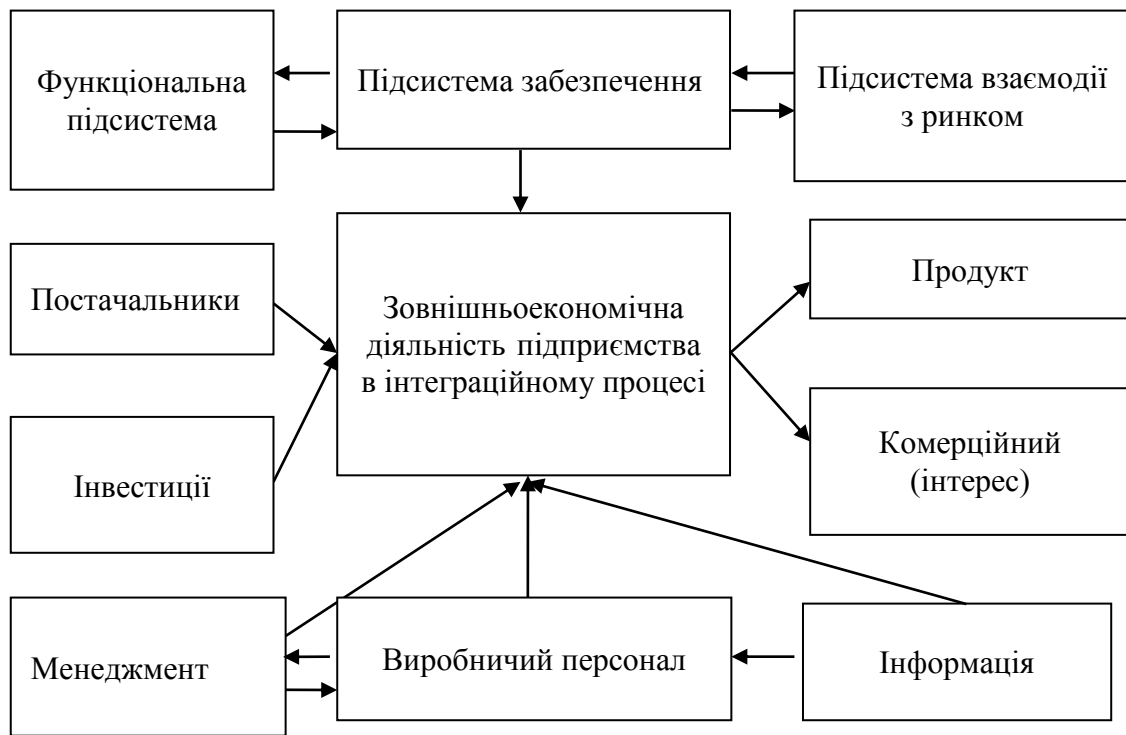 Функціональна
підсистема
Підсистема забезпечення
Підсистема взаємодії
з ринком
Постачальники
Зовнішньоекономічна
діяльність підприємства
в інтеграційному процесі
Продукт
Інвестиції
Комерційний
(інтерес)
Менеджмент
Виробничий персонал
Інформація